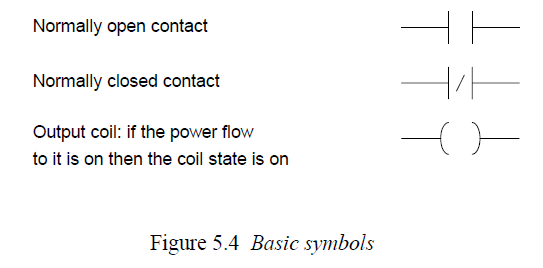 Normally open contact
Normally closed contact
Output coil: if the power flow
to it is on then the coil state is on
Figure 5.4 Basic symbols